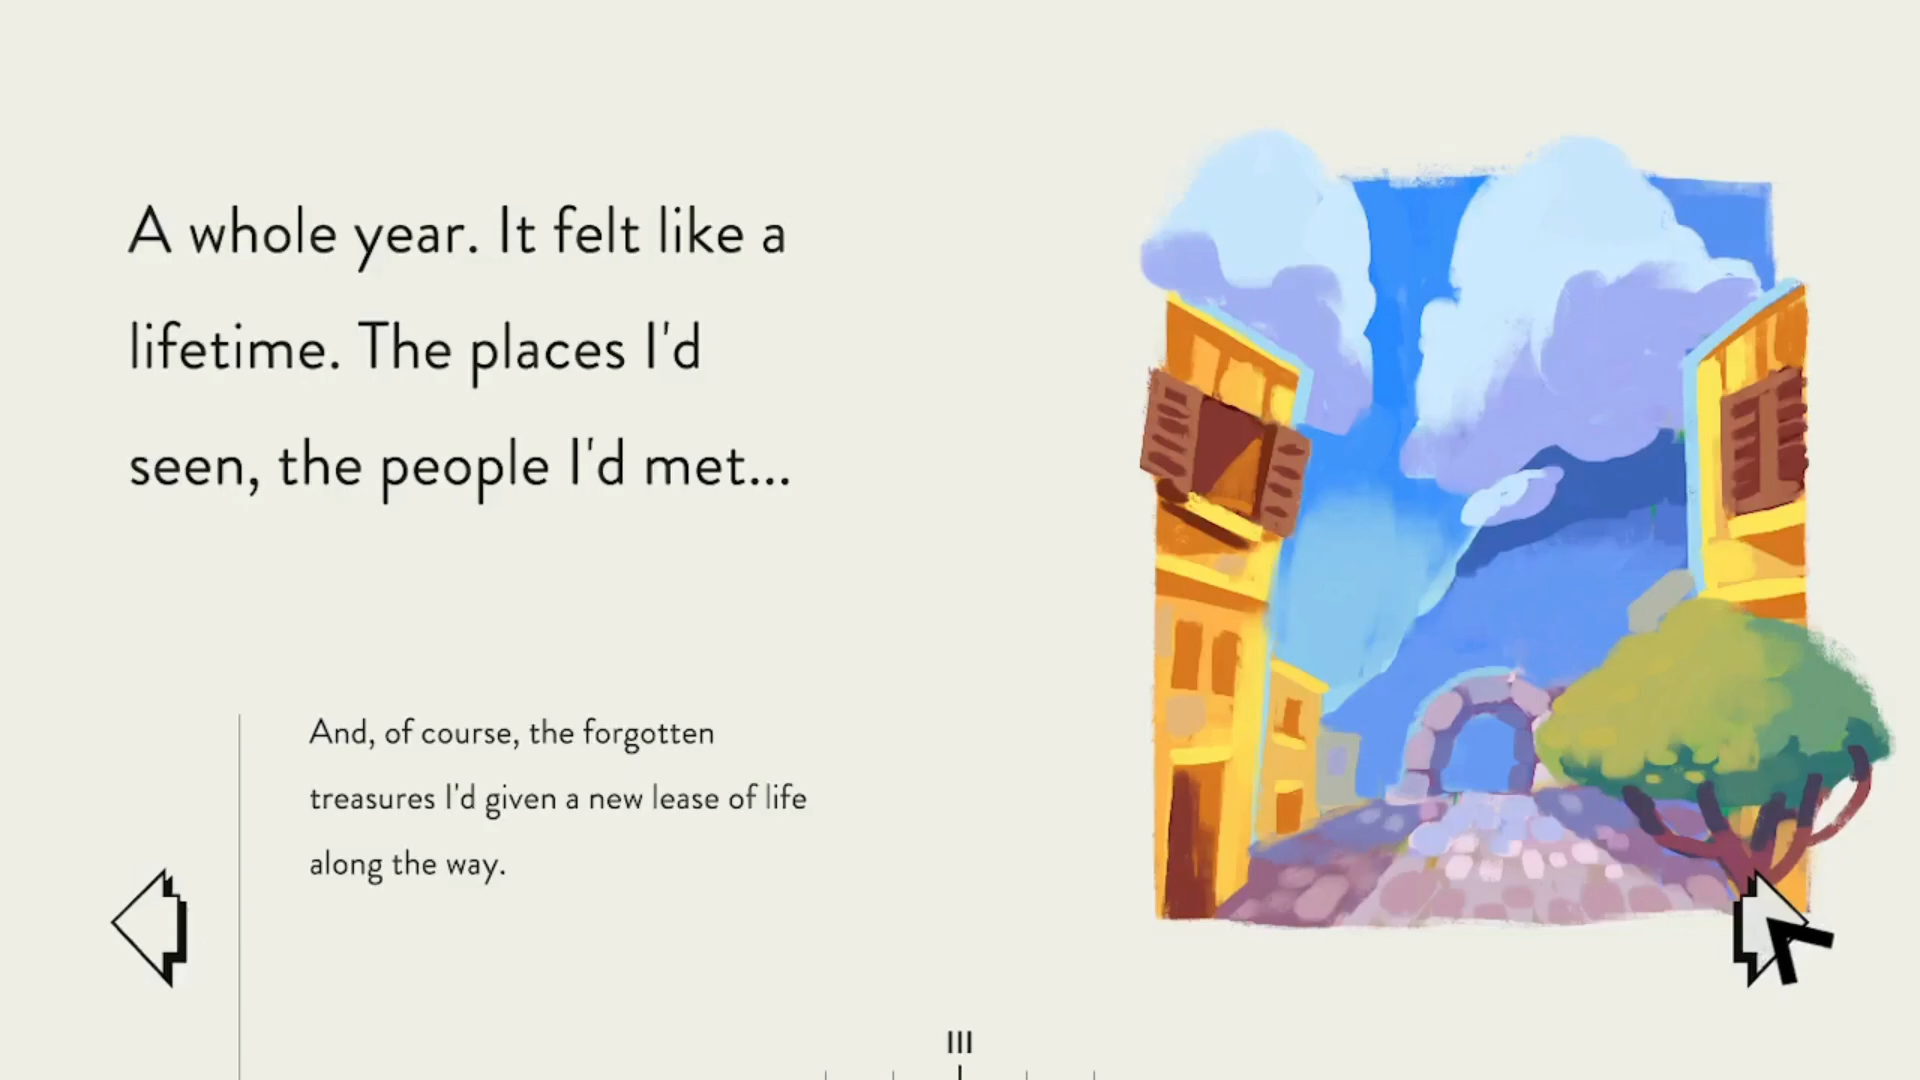 A whole year. It felt like a
lifetime. The places I'd
seen, the people I'd met...
And, of course, the forgotten
treasures I'd given a new lease of life
along the way.
III